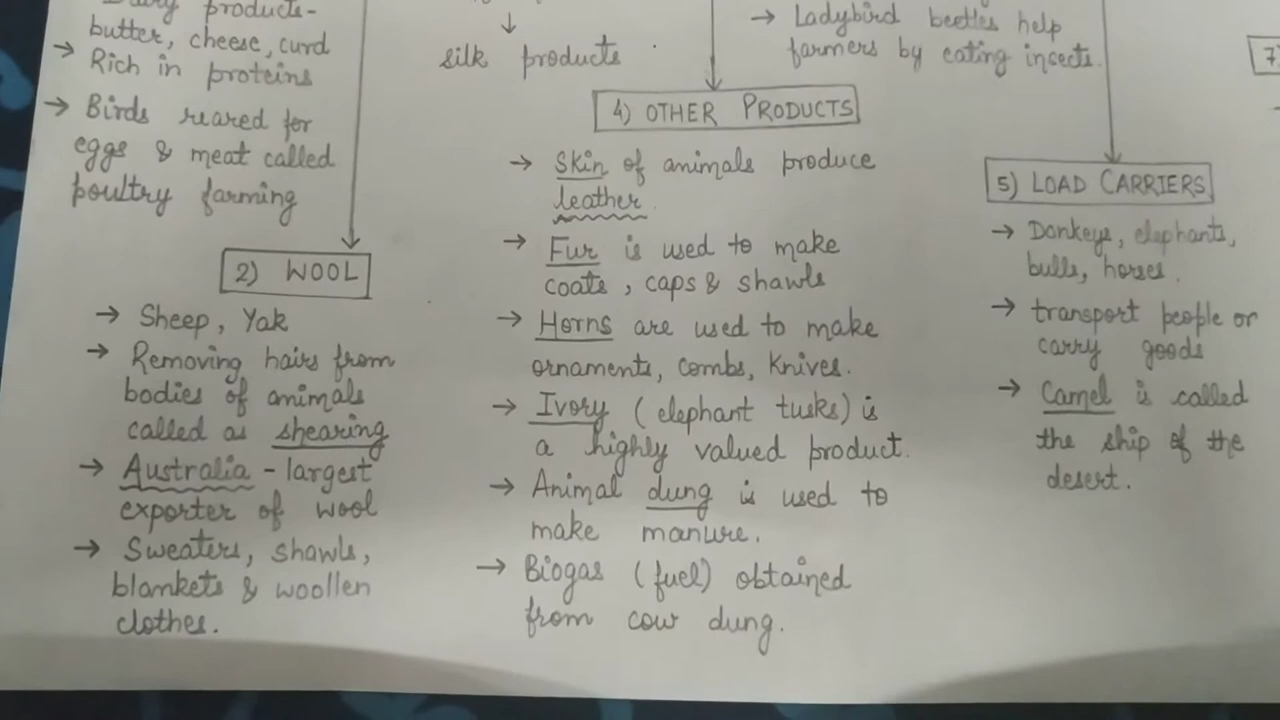 Dairy products-
butter, cheese, curd
→ Rich in proteins
→ Birds reared for
eggs & meat called
poultry farming
2) WOOL
→ Sheep, Yak
→ Removing hairs from
bodies of animals
called as shearing
→ Australia - largest
exporter of wool
→ Sweaters, shawls,
blankets & woollen
clothes.
silk products
4) OTHER PRODUCTS
→ Skin of animals produce
leather.
→ Fur is used to make
coats, caps & shawls
→ Horns are used to make
ornaments, combs, knives.
→ Ivory (elephant tusks) is
a highly valued product.
→ Animal dung is used to
make manure.
→ Biogas (fuel) obtained
from cow dung.
→ Ladybird beetles help
farmers by eating insects.
5) LOAD CARRIERS
→ Donkeys, elephants,
bulls, horses.
→ transport people or
carry goods
→ Camel is called
the ship of the
desert.
7)